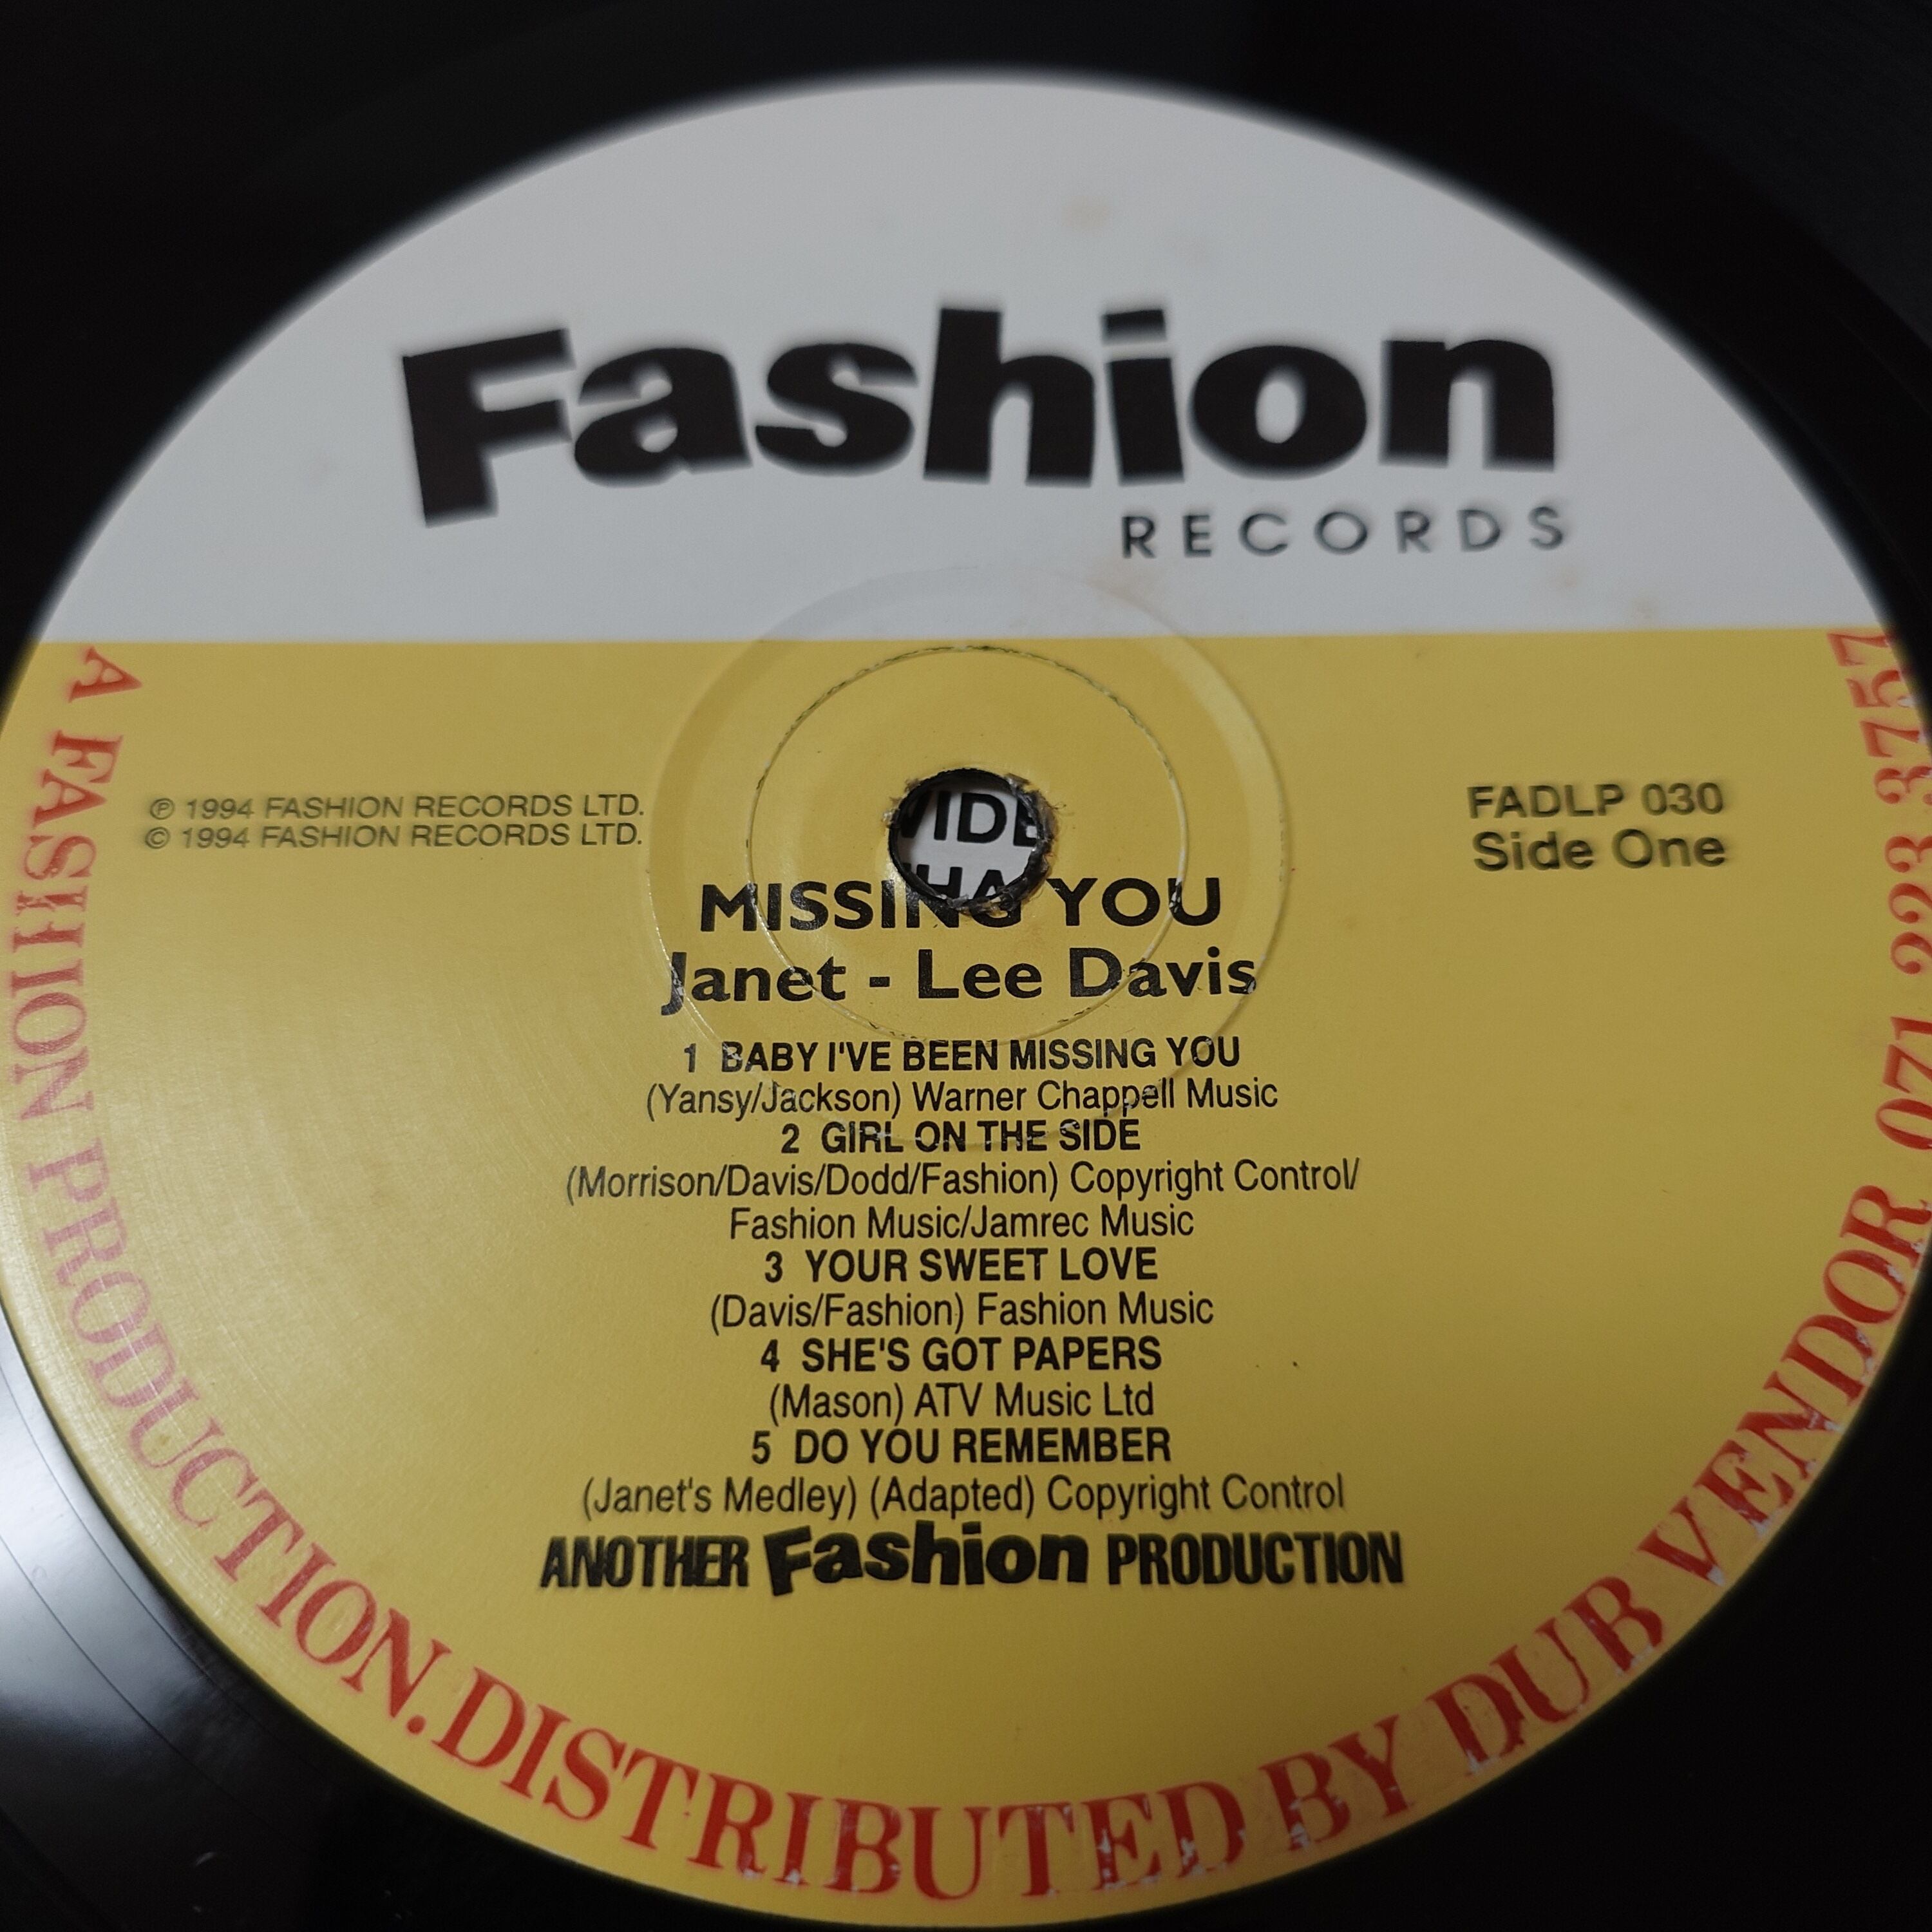 Fashion
RECORDS
℗ 1994 FASHION RECORDS LTD.
© 1994 FASHION RECORDS LTD.
FADLP 030
Side One
MISSING YOU
Janet - Lee Davis
1 BABY I'VE BEEN MISSING YOU
(Yansy/Jackson) Warner Chappell Music
2 GIRL ON THE SIDE
(Morrison/Davis/Dodd/Fashion) Copyright Control/
Fashion Music/Jamrec Music
3 YOUR SWEET LOVE
(Davis/Fashion) Fashion Music
4 SHE'S GOT PAPERS
(Mason) ATV Music Ltd
5 DO YOU REMEMBER
(Janet's Medley) (Adapted) Copyright Control
ANOTHER Fashion PRODUCTION
A FASHION PRODUCTION. DISTRIBUTED BY DUB VENDOR 071 223 3757